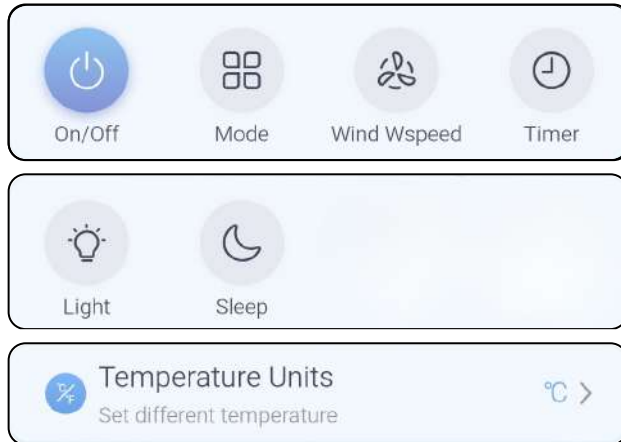 On/Off Mode Wind Wspeed Timer
Light Sleep
Temperature Units
℃
Set different temperature